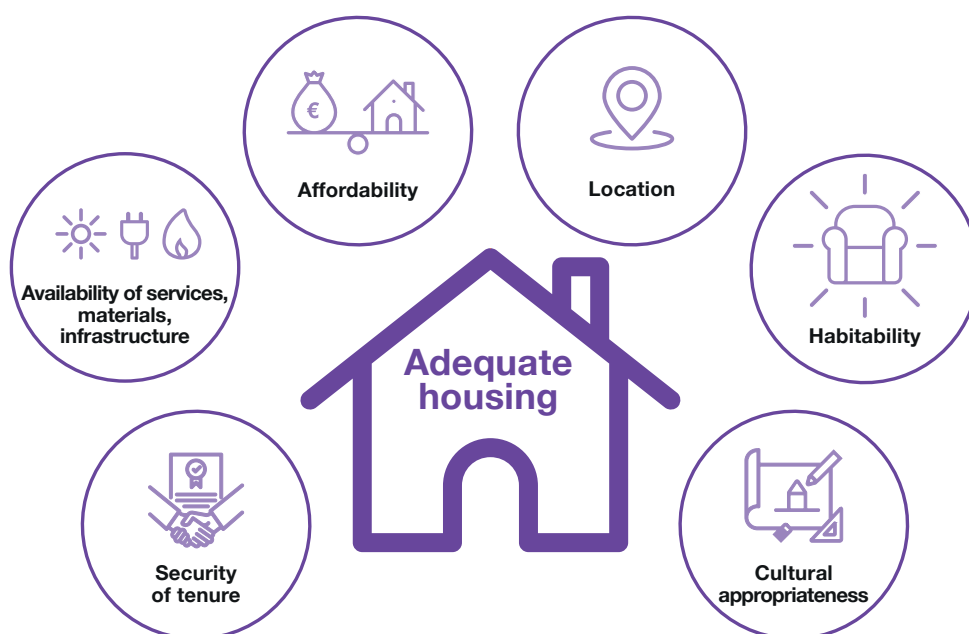 €
Affordability
Location
Availability of services,
materials,
infrastructure
Habitability
Adequate
housing
Security
of tenure
Cultural
appropriateness